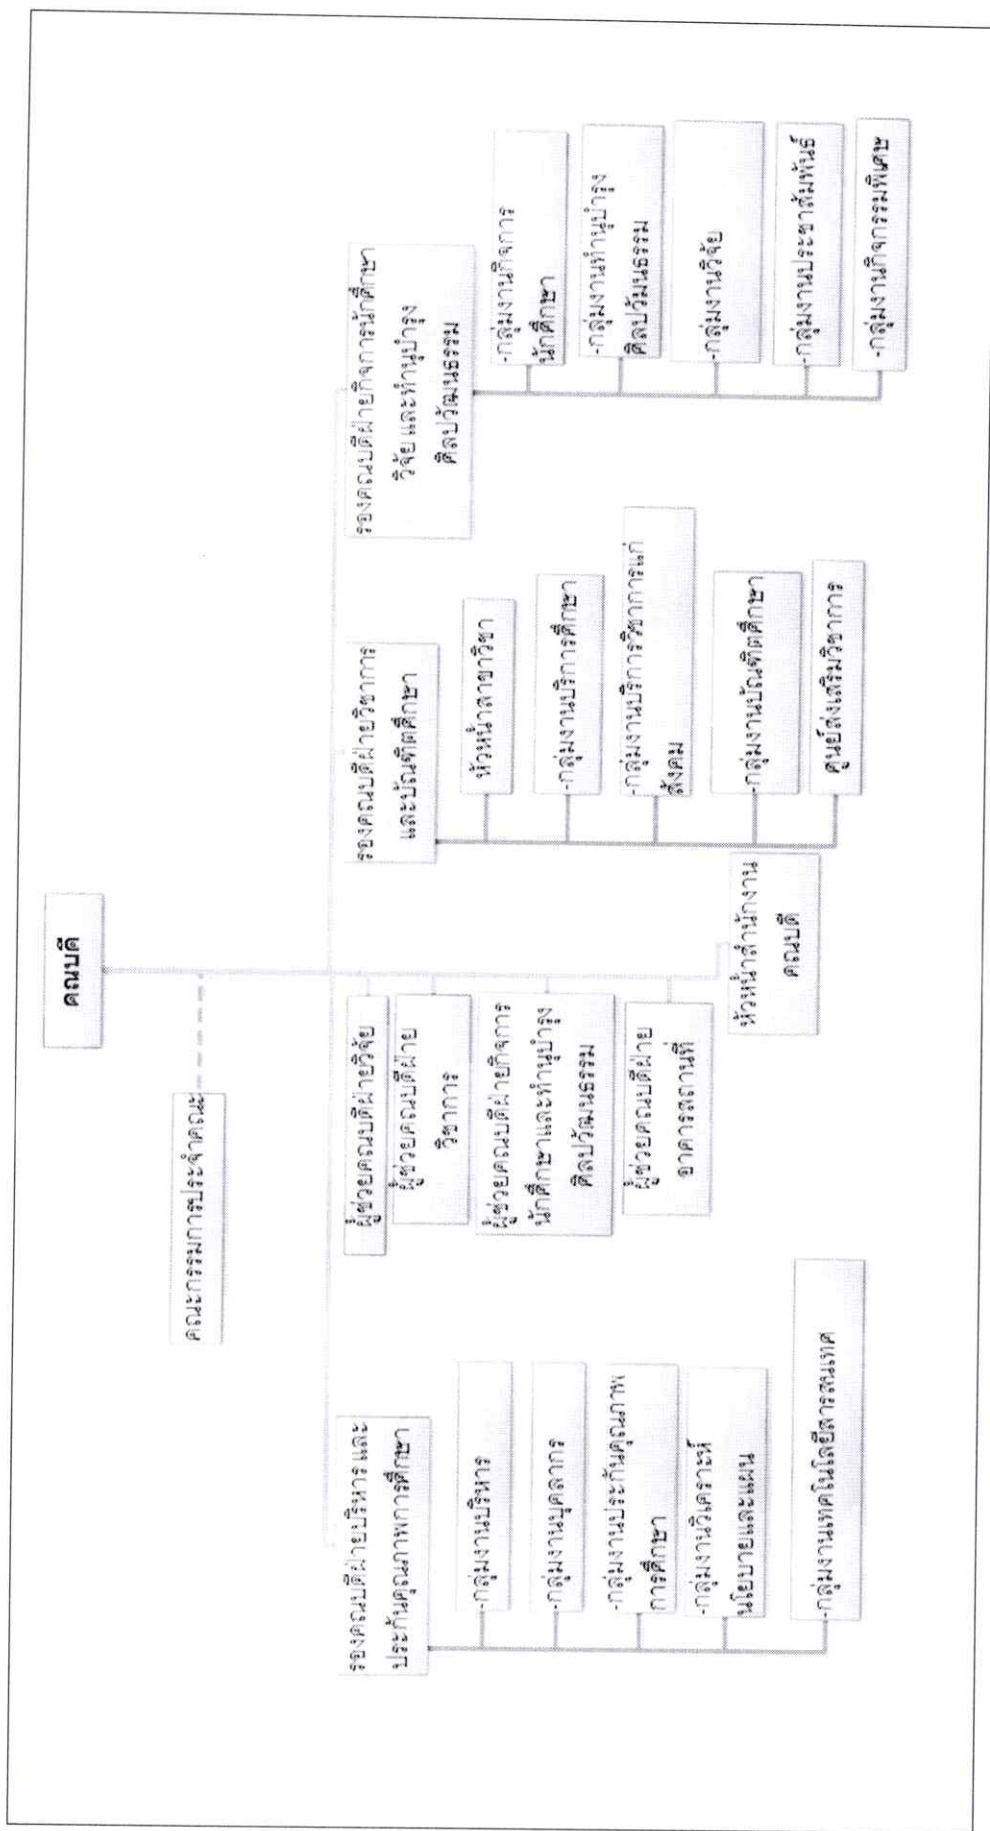 คณบดี
คณะกรรมการประจำคณะ
รองคณบดีฝ่ายบริหาร และ
ประกันคุณภาพการศึกษา
-กลุ่มงานบริหาร
-กลุ่มงานบุคลากร
-กลุ่มงานประกันคุณภาพ
การศึกษา
-กลุ่มงานวิเคราะห์
นโยบายและแผน
-กลุ่มงานเทคโนโลยีสารสนเทศ
ผู้ช่วยคณบดีฝ่ายวิจัย
ผู้ช่วยคณบดีฝ่าย
วิชาการ
ผู้ช่วยคณบดีฝ่ายกิจการ
นักศึกษาและทำนุบำรุง
ศิลปวัฒนธรรม
ผู้ช่วยคณบดีฝ่าย
อาคารสถานที่
หัวหน้าสำนักงาน
คณบดี
รองคณบดีฝ่ายวิชาการ
และบัณฑิตศึกษา
หัวหน้าสาขาวิชา
-กลุ่มงานบริการศึกษา
-กลุ่มงานบริการวิชาการแก่
สังคม
-กลุ่มงานบัณฑิตศึกษา
ศูนย์ส่งเสริมวิชาการ
รองคณบดีฝ่ายกิจการนักศึกษา
วิจัย และทำนุบำรุง
ศิลปวัฒนธรรม
-กลุ่มงานกิจการ
นักศึกษา
-กลุ่มงานทำนุบำรุง
ศิลปวัฒนธรรม
-กลุ่มงานวิจัย
-กลุ่มงานประชาสัมพันธ์
-กลุ่มงานกิจกรรมพิเศษ